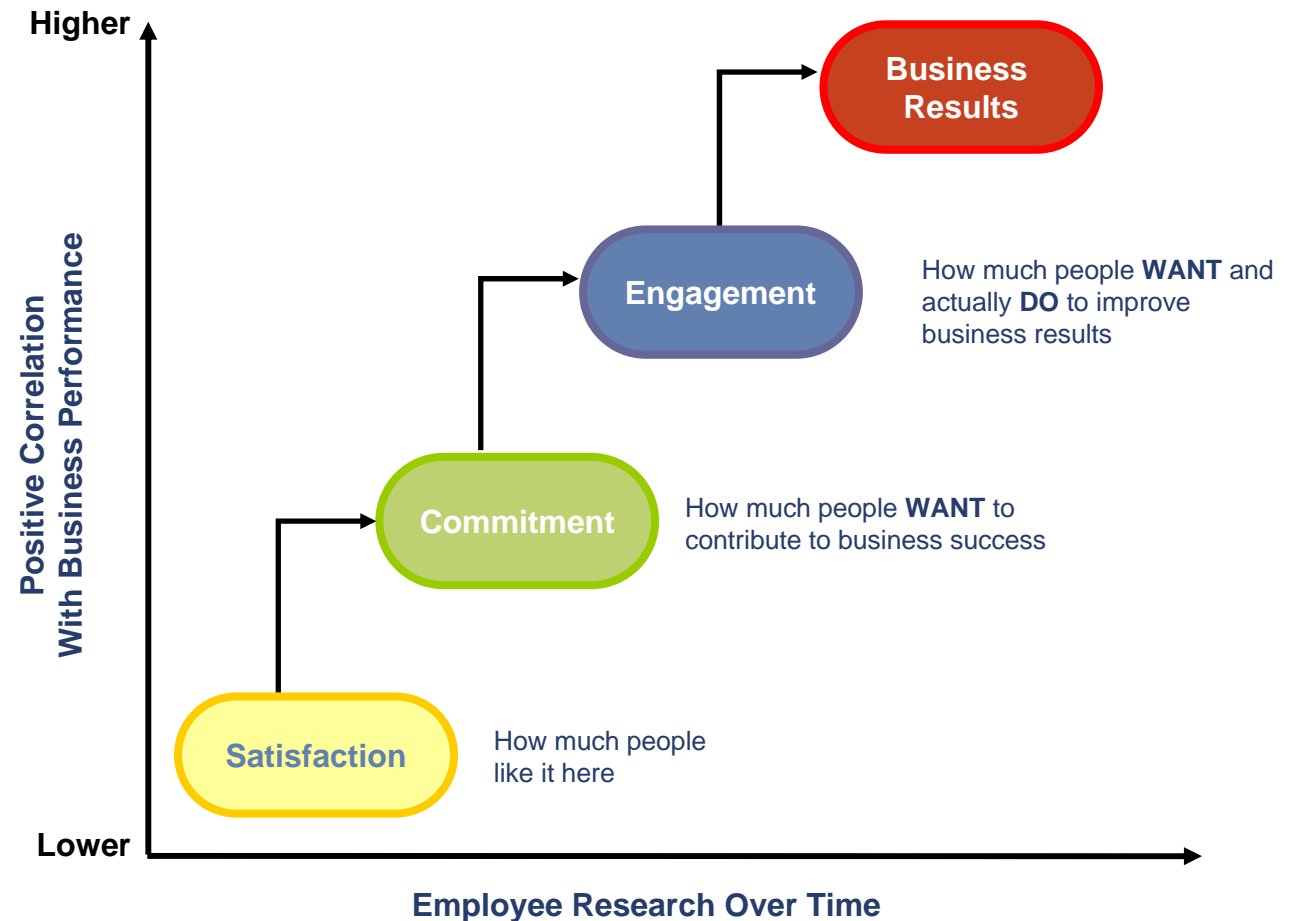 Higher
Business
Results
Engagement
How much people WANT and
actually DO to improve
business results
Positive Correlation
With Business Performance
Commitment
How much people WANT to
contribute to business success
Satisfaction
How much people
like it here
Lower
Employee Research Over Time